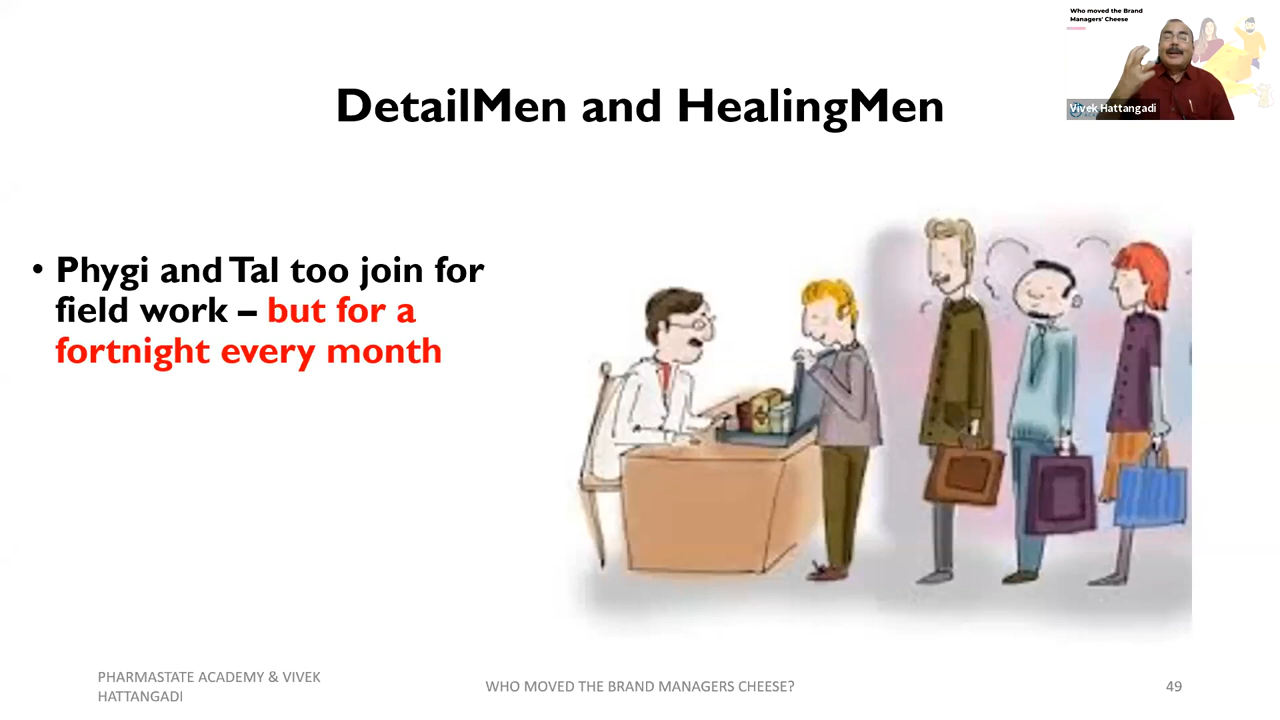 Who moved the Brand
Managers' Cheese
Vivek Hattangadi
DetailMen and HealingMen
• Phygi and Tal too join for
field work – but for a
fortnight every month
PHARMASTATE ACADEMY & VIVEK
HATTANGADI
WHO MOVED THE BRAND MANAGERS CHEESE?
49